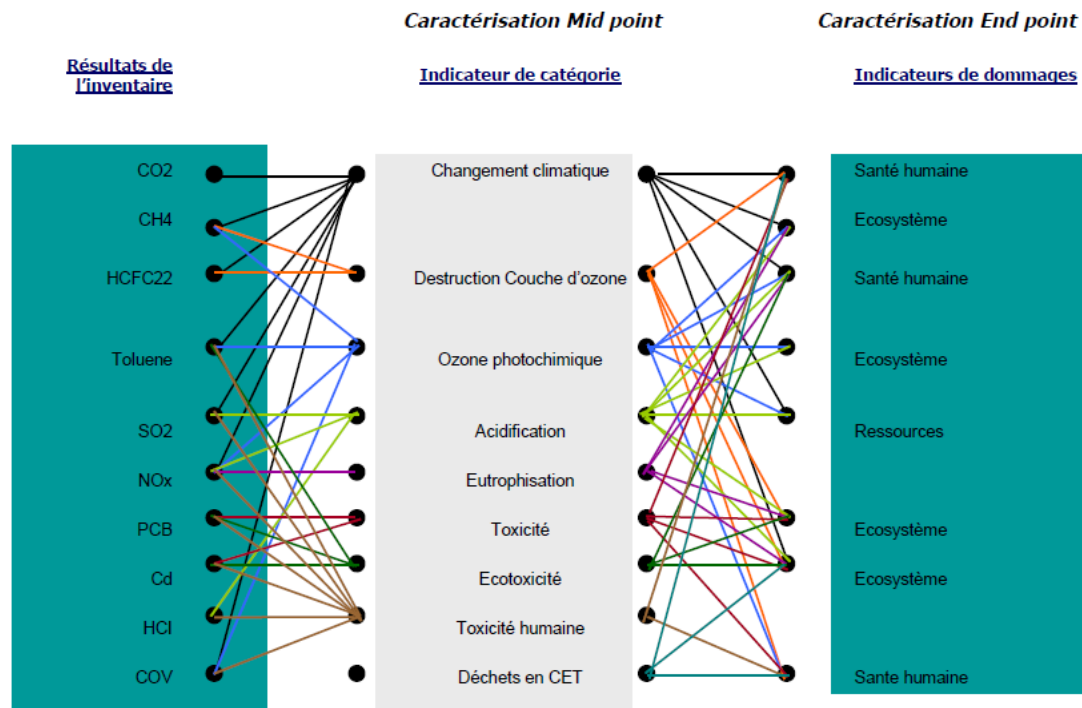 Caractérisation Mid point
Caractérisation End point
Résultats de
l'inventaire
Indicateur de catégorie
Indicateurs de dommages
CO2
Changement climatique
Santé humaine
CH4
Ecosystème
HCFC22
Destruction Couche d'ozone
Santé humaine
Toluene
Ozone photochimique
Ecosystème
SO2
Acidification
Ressources
NOx
Eutrophisation
PCB
Toxicité
Ecosystème
Cd
Ecotoxicité
Ecosystème
HCl
Toxicité humaine
COV
Déchets en CET
Sante humaine